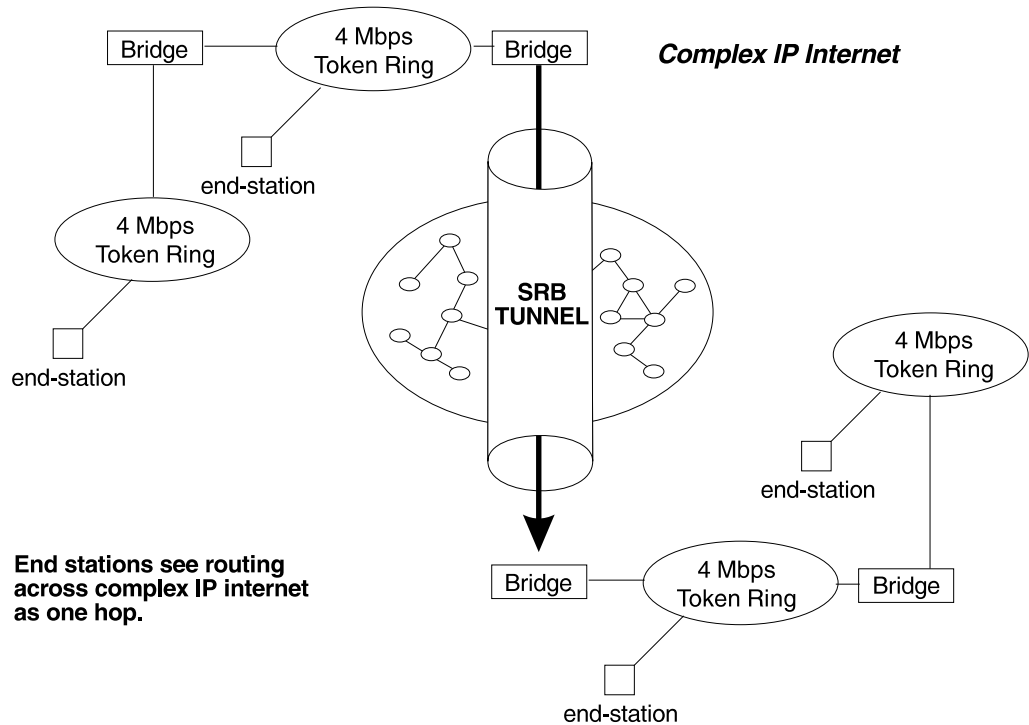 Bridge
4 Mbps
Token Ring
Bridge
Complex IP Internet
end-station
4 Mbps
Token Ring
end-station
SRB
TUNNEL
4 Mbps
Token Ring
end-station
End stations see routing
across complex IP internet
as one hop.
Bridge
4 Mbps
Token Ring
Bridge
end-station